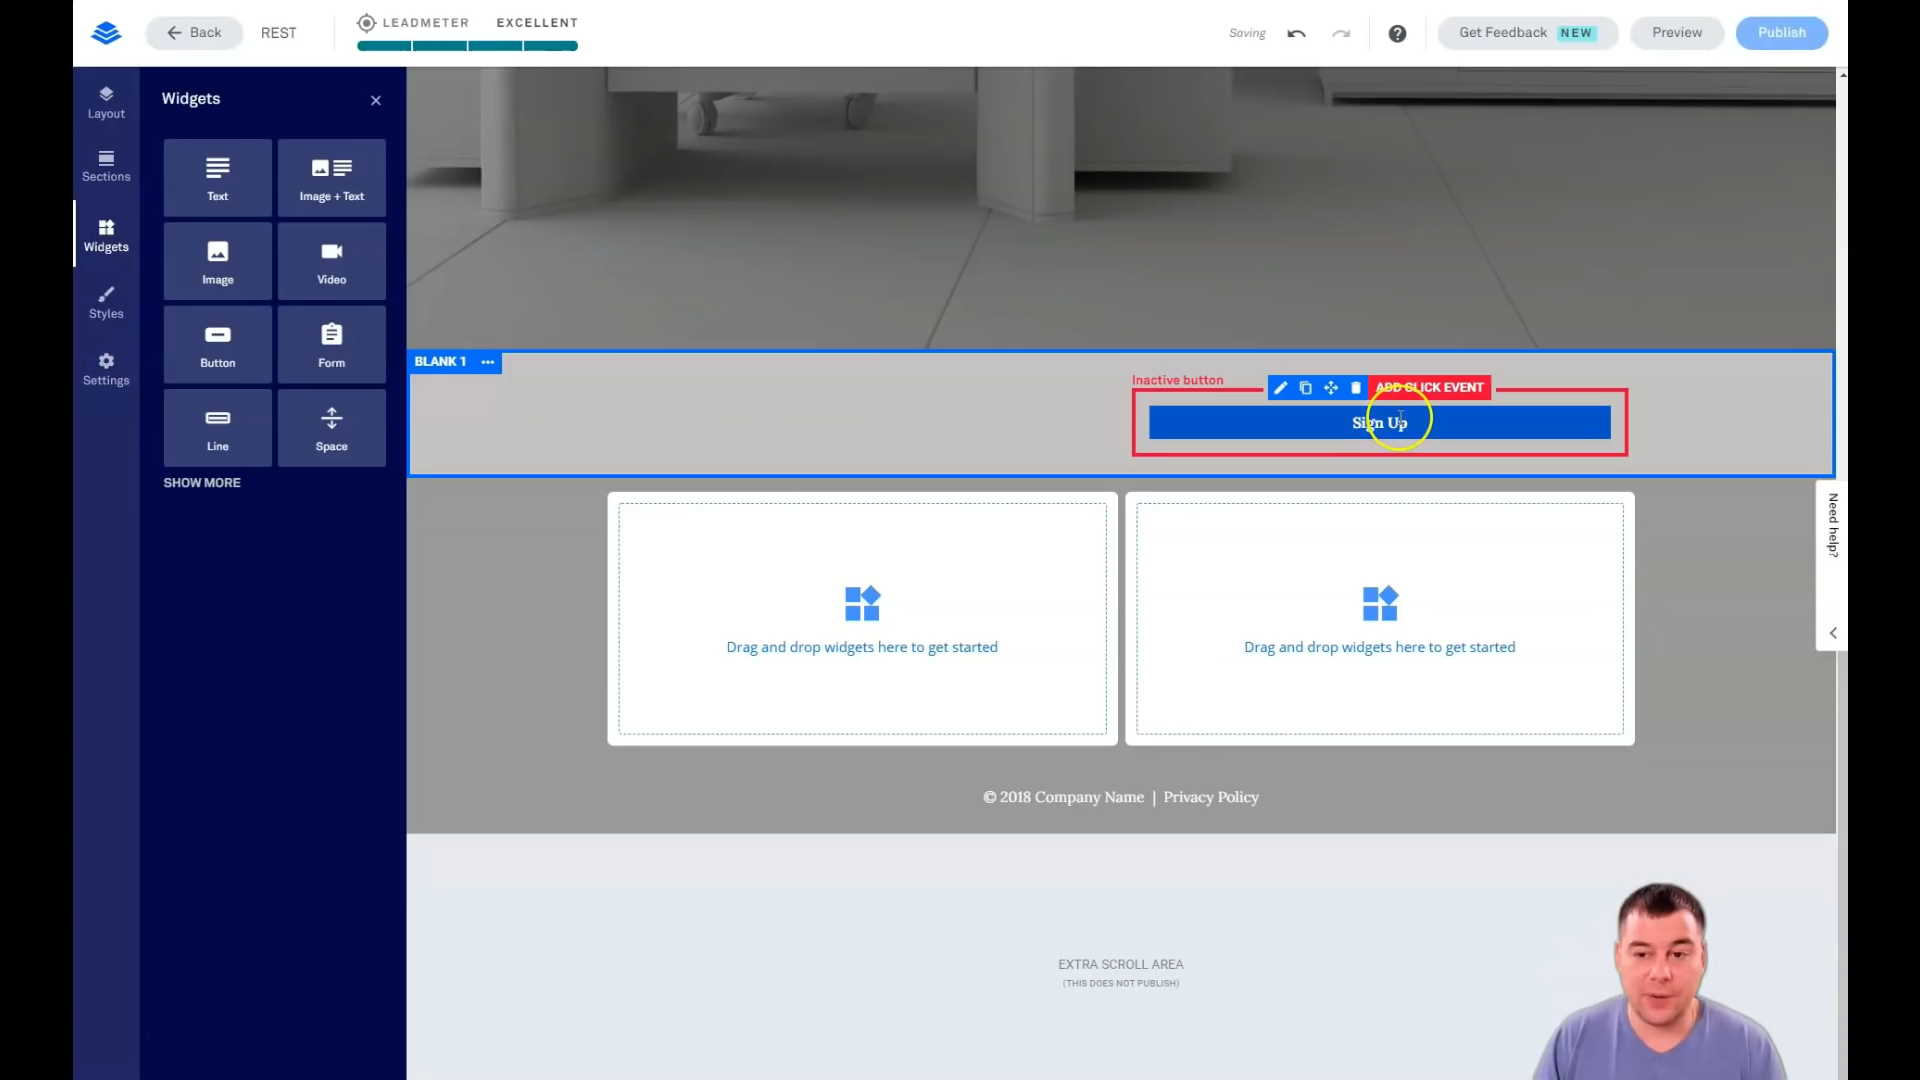 Back
REST
LEADMETER EXCELLENT
Saving
Get Feedback NEW
Preview
Publish
Layout
Sections
Widgets
Styles
Settings
Widgets
Text
Image + Text
Image
Video
Button
Form
Line
Space
SHOW MORE
BLANK 1
Inactive button
ADD CLICK EVENT
Sign Up
Drag and drop widgets here to get started
Drag and drop widgets here to get started
© 2018 Company Name | Privacy Policy
EXTRA SCROLL AREA
(THIS DOES NOT PUBLISH)
Need help?